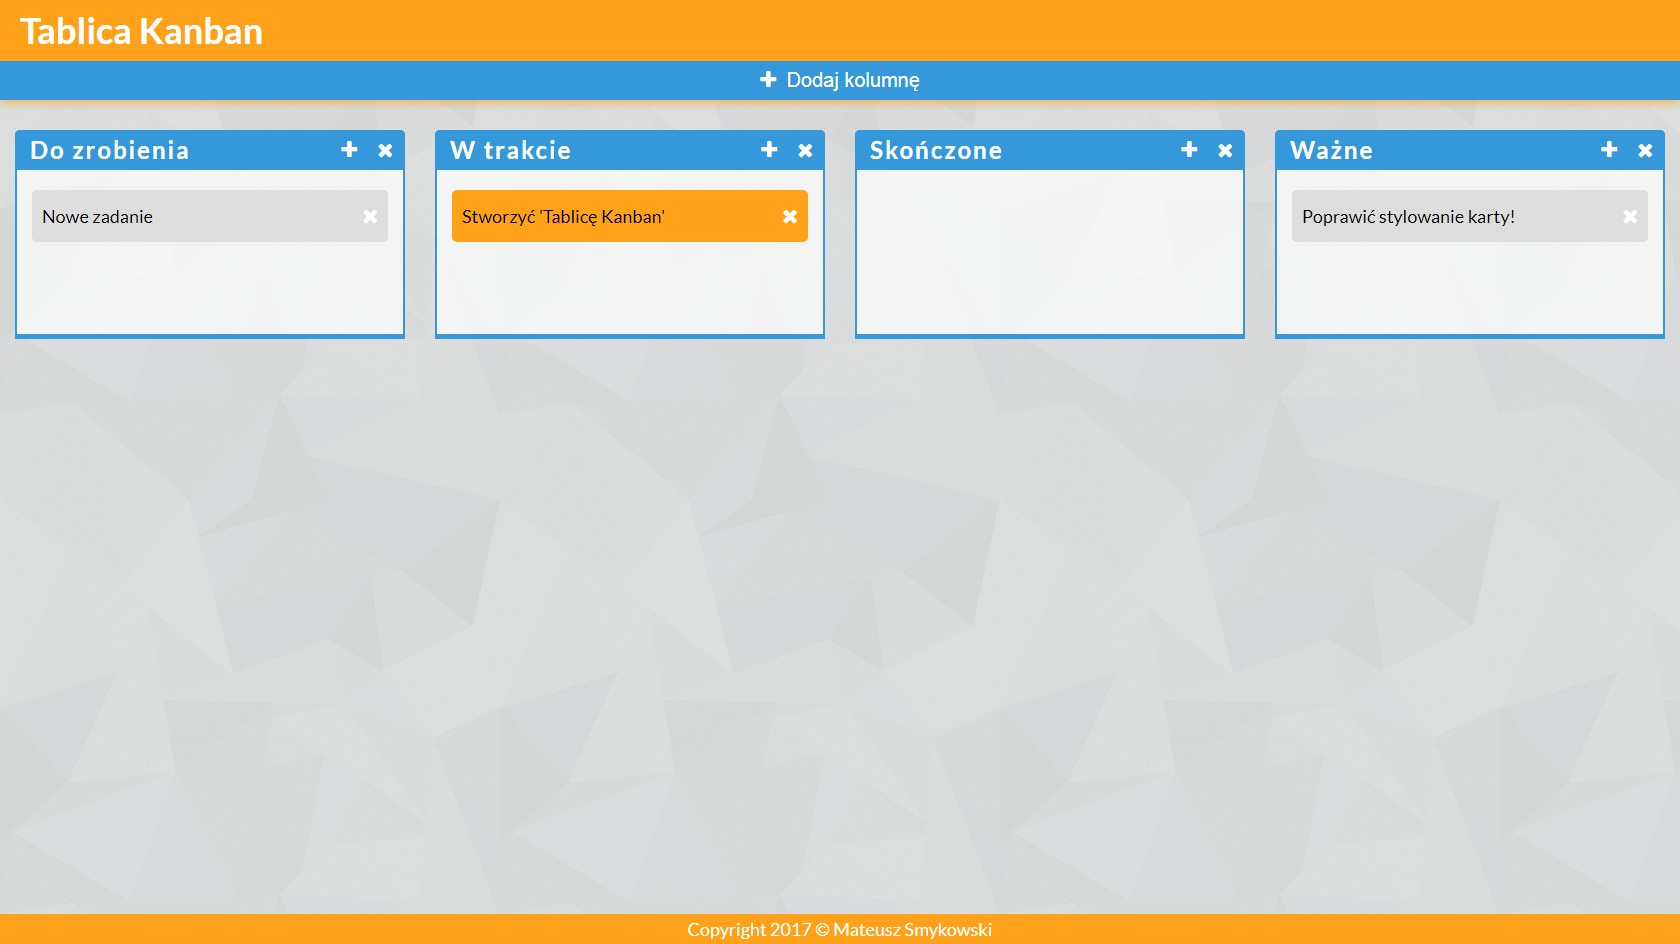 Tablica Kanban
Dodaj kolumnę
Do zrobienia
Nowe zadanie
W trakcie
Stworzyć 'Tablicę Kanban'
Skończone
Ważne
Poprawić stylowanie karty!
Copyright 2017 © Mateusz Smykowski